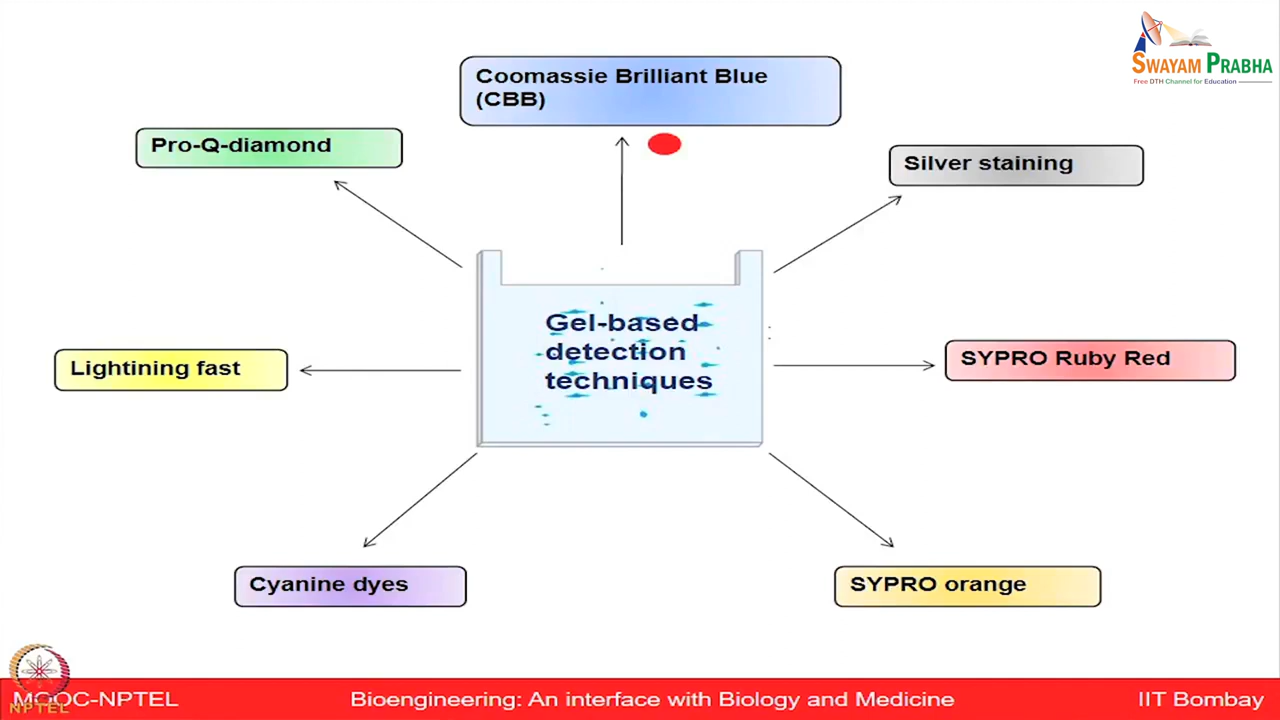 SWAYAM PRABHA
Free DTH Channel for Education
Coomassie Brilliant Blue
(CBB)
Pro-Q-diamond
Silver staining
Gel-based
detection
techniques
Lightining fast
SYPRO Ruby Red
Cyanine dyes
SYPRO orange
MOOC-NPTEL
Bioengineering: An interface with Biology and Medicine
IIT Bombay
NPTEL